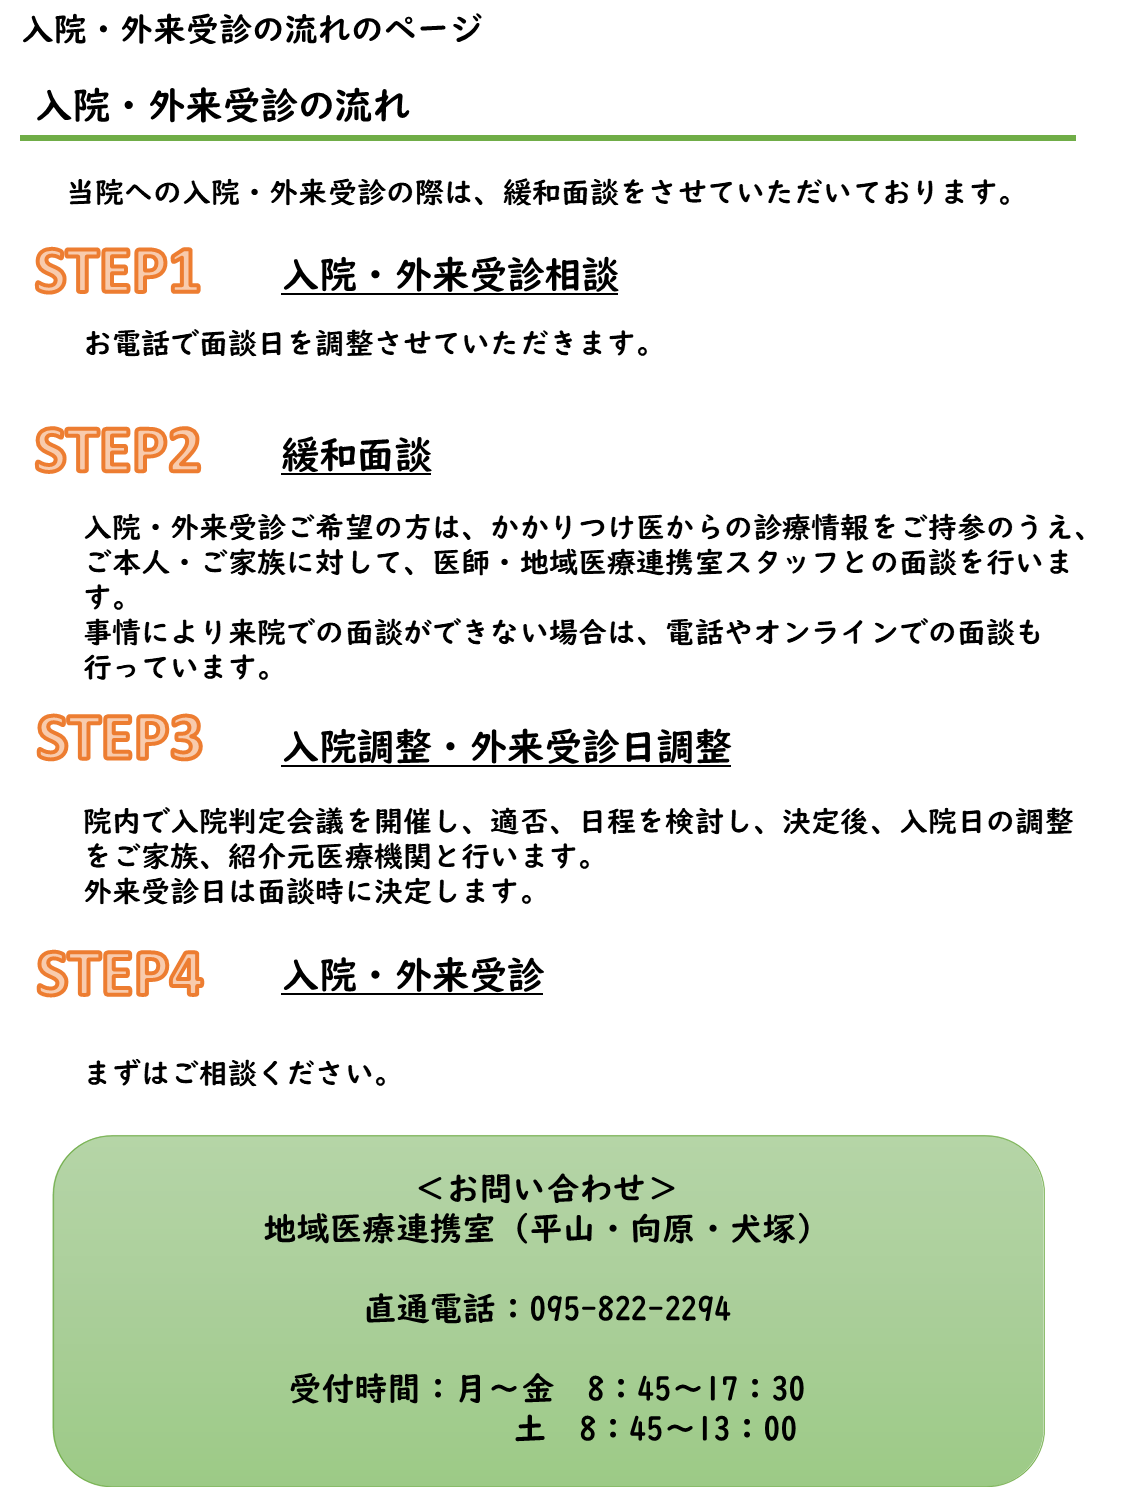 入院・外来受診の流れのページ
入院・外来受診の流れ
当院への入院・外来受診の際は、緩和面談をさせていただいております。
STEP1 入院・外来受診相談
お電話で面談日を調整させていただきます。
STEP2 緩和面談
入院・外来受診ご希望の方は、かかりつけ医からの診療情報をご持参のうえ、
ご本人・ご家族に対して、医師・地域医療連携室スタッフとの面談を行いま
す。
事情により来院での面談ができない場合は、電話やオンラインでの面談も
行っています。
STEP3 入院調整・外来受診日調整
院内で入院判定会議を開催し、適否、日程を検討し、決定後、入院日の調整
をご家族、紹介元医療機関と行います。
外来受診日は面談時に決定します。
STEP4 入院・外来受診
まずはご相談ください。
＜お問い合わせ＞
地域医療連携室（平山・向原・犬塚）
直通電話：095-822-2294
受付時間：月～金　8：45～17：30
土　8：45～13：00